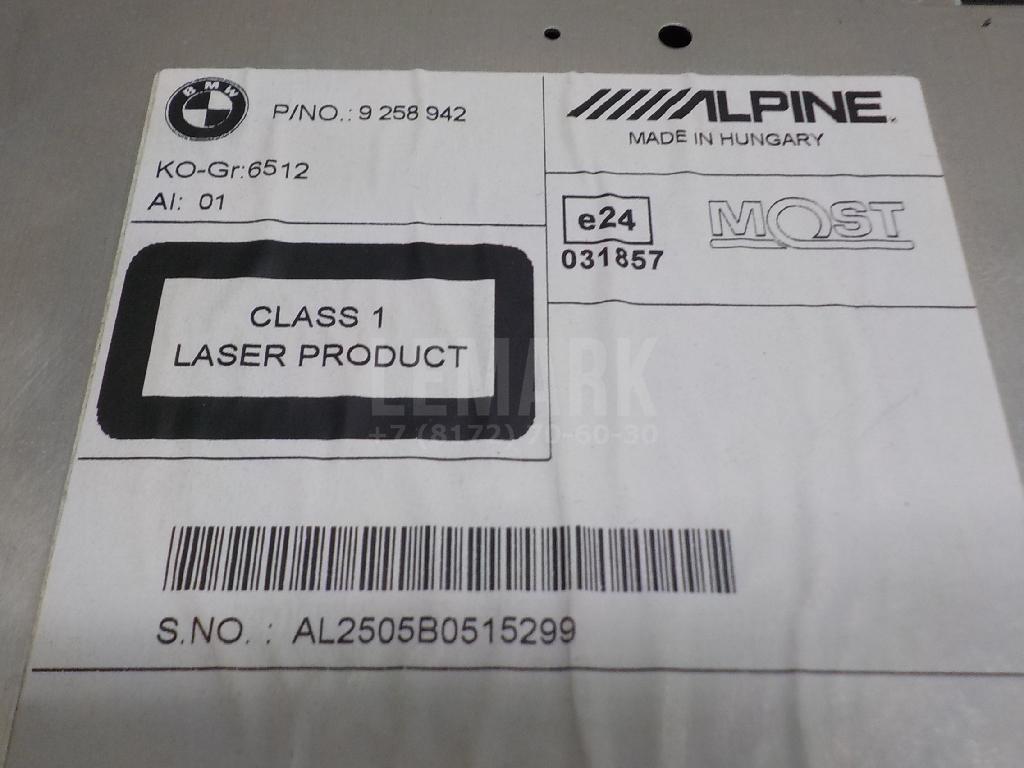 BMW
P/NO.: 9 258 942
KO-Gr:6512
AI: 01
ALPINE
MADE IN HUNGARY
e24
031857
MOST
CLASS 1
LASER PRODUCT
LEMARK
+7 (8172) 70-60-30
S.NO. : AL2505B0515299